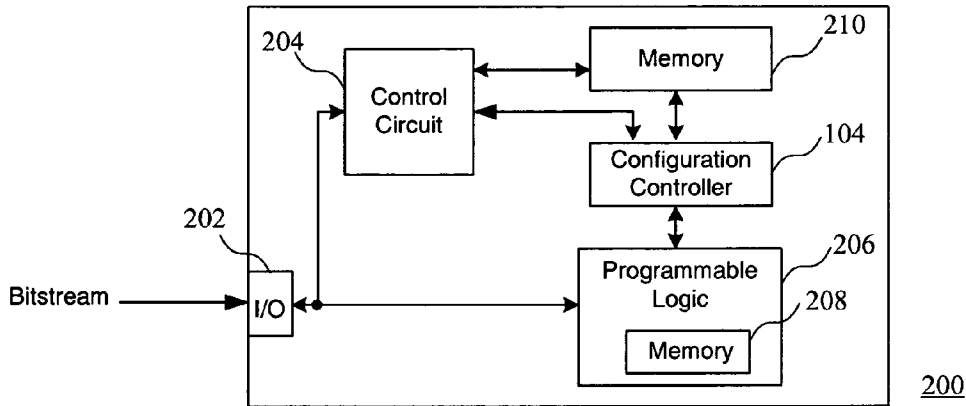 204
Control
Circuit
Memory
210
Configuration
Controller
104
202
Bitstream
I/O
Programmable
Logic
206
Memory
208
200